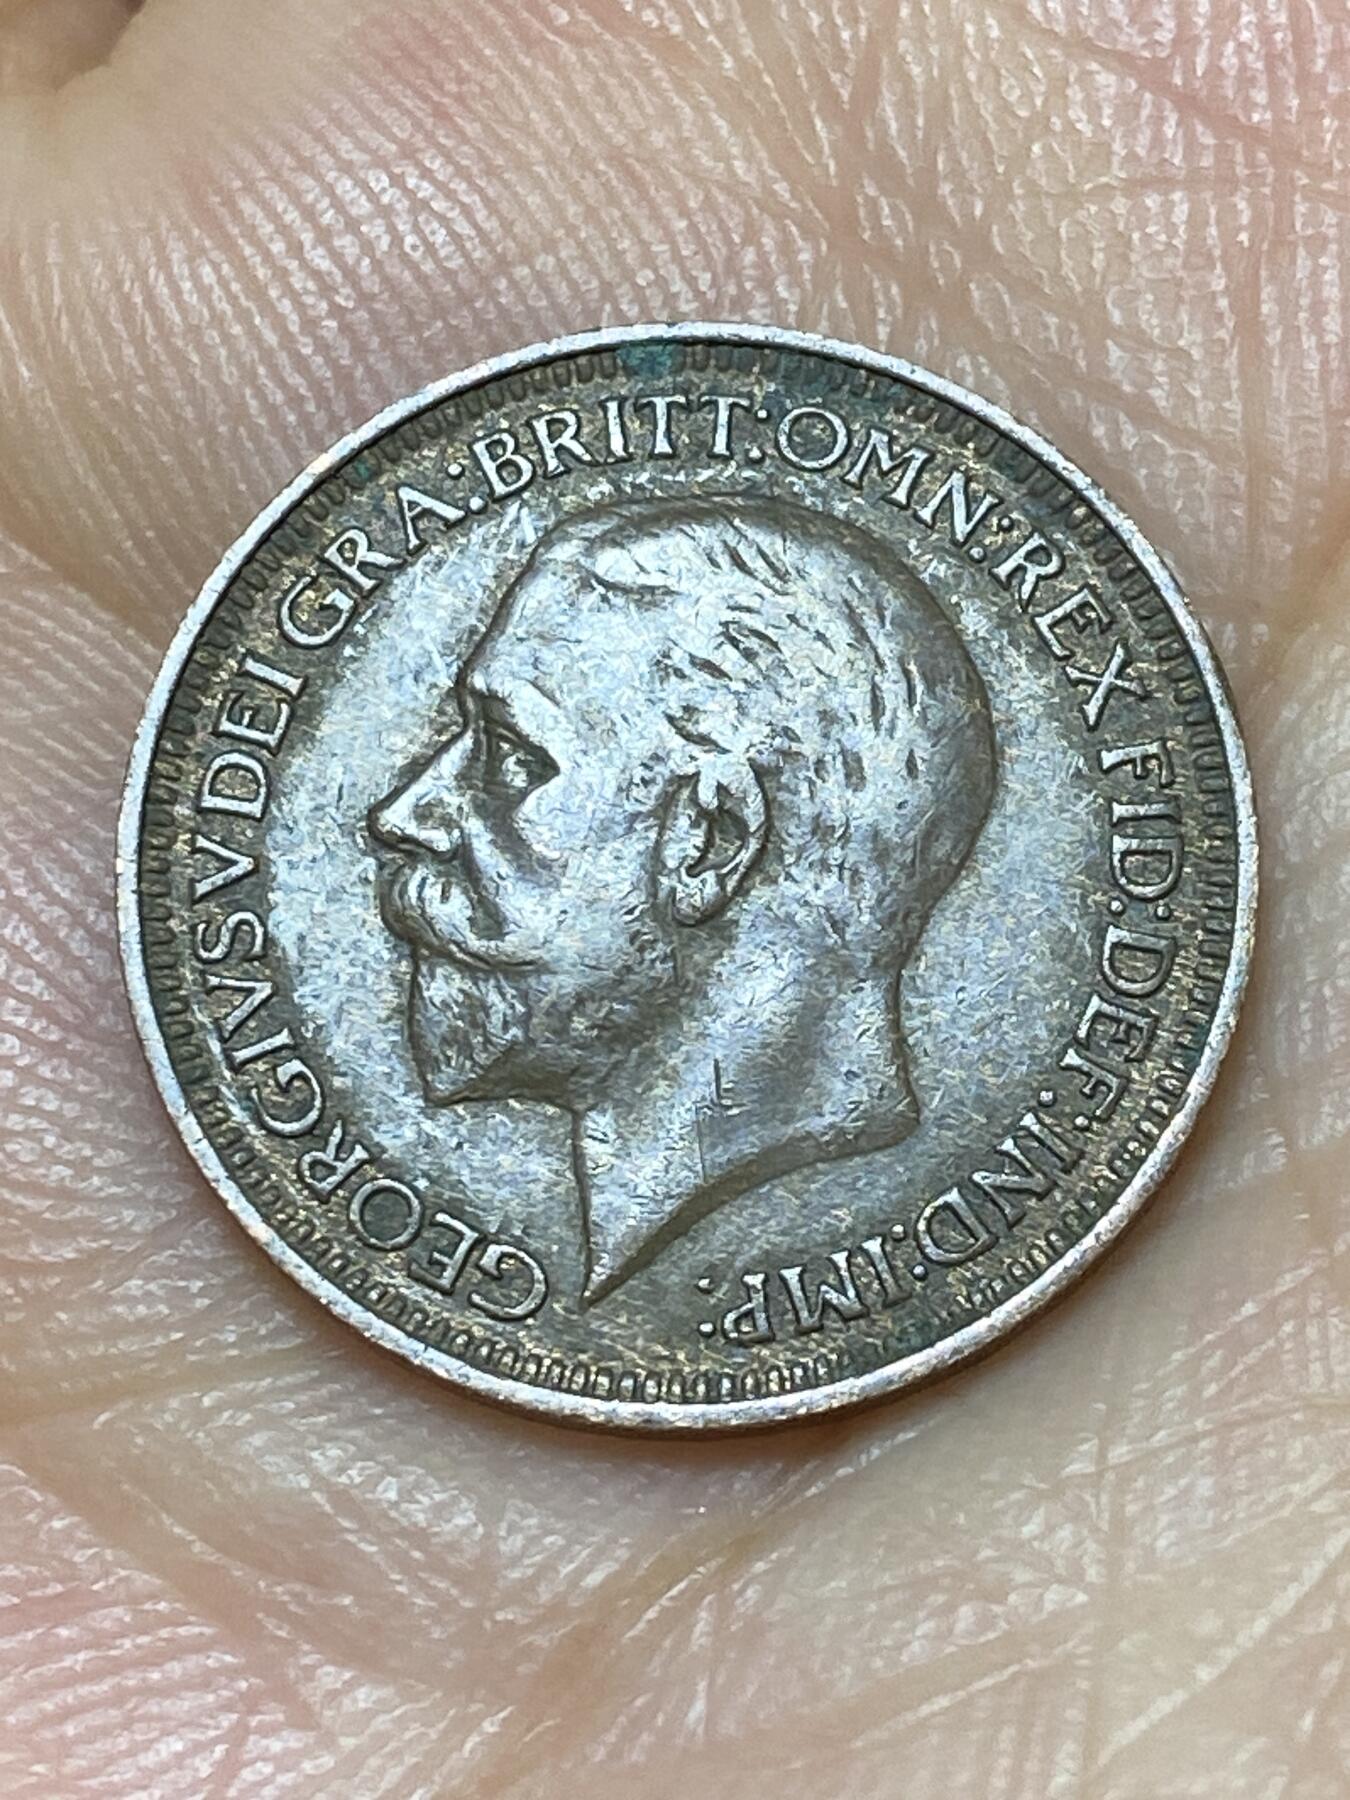 GEORGIVS V DEI GRA: BRITT: OMN: REX FID: DEF: IND: IMP: